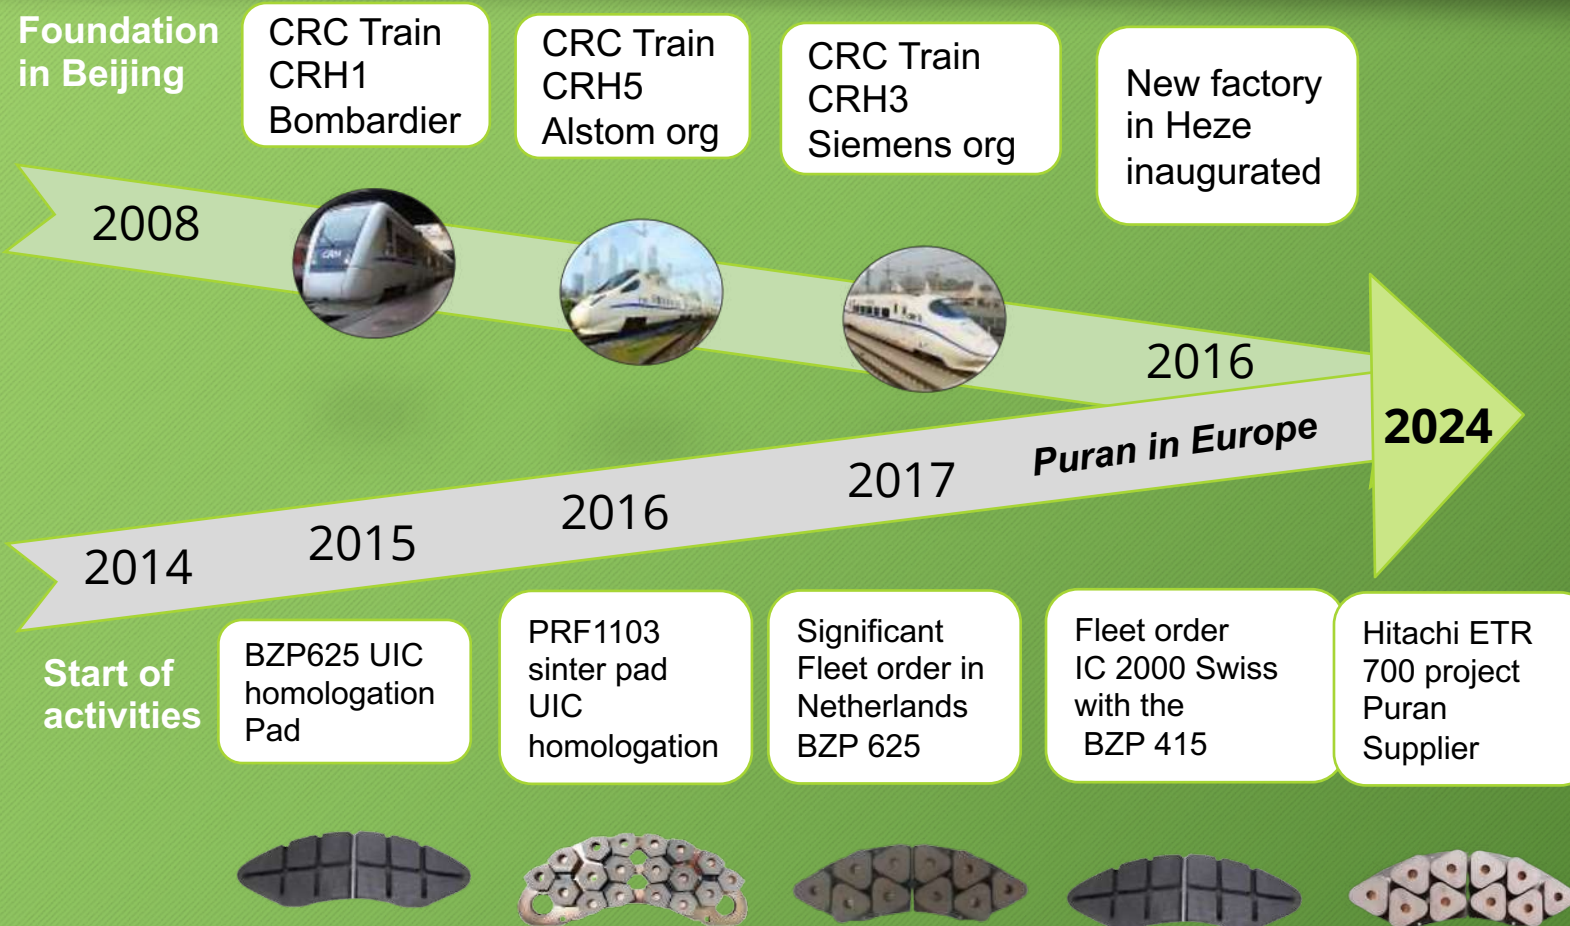 Foundation
in Beijing
CRC Train
CRH1
Bombardier
CRC Train
CRH5
Alstom org
CRC Train
CRH3
Siemens org
New factory
in Heze
inaugurated
2008
CRH
2016
2024
Puran in Europe
2017
2016
2015
2014
Start of
activities
BZP625 UIC
homologation
Pad
PRF1103
sinter pad
UIC
homologation
Significant
Fleet order in
Netherlands
BZP 625
Fleet order
IC 2000 Swiss
with the
BZP 415
Hitachi ETR
700 project
Puran
Supplier